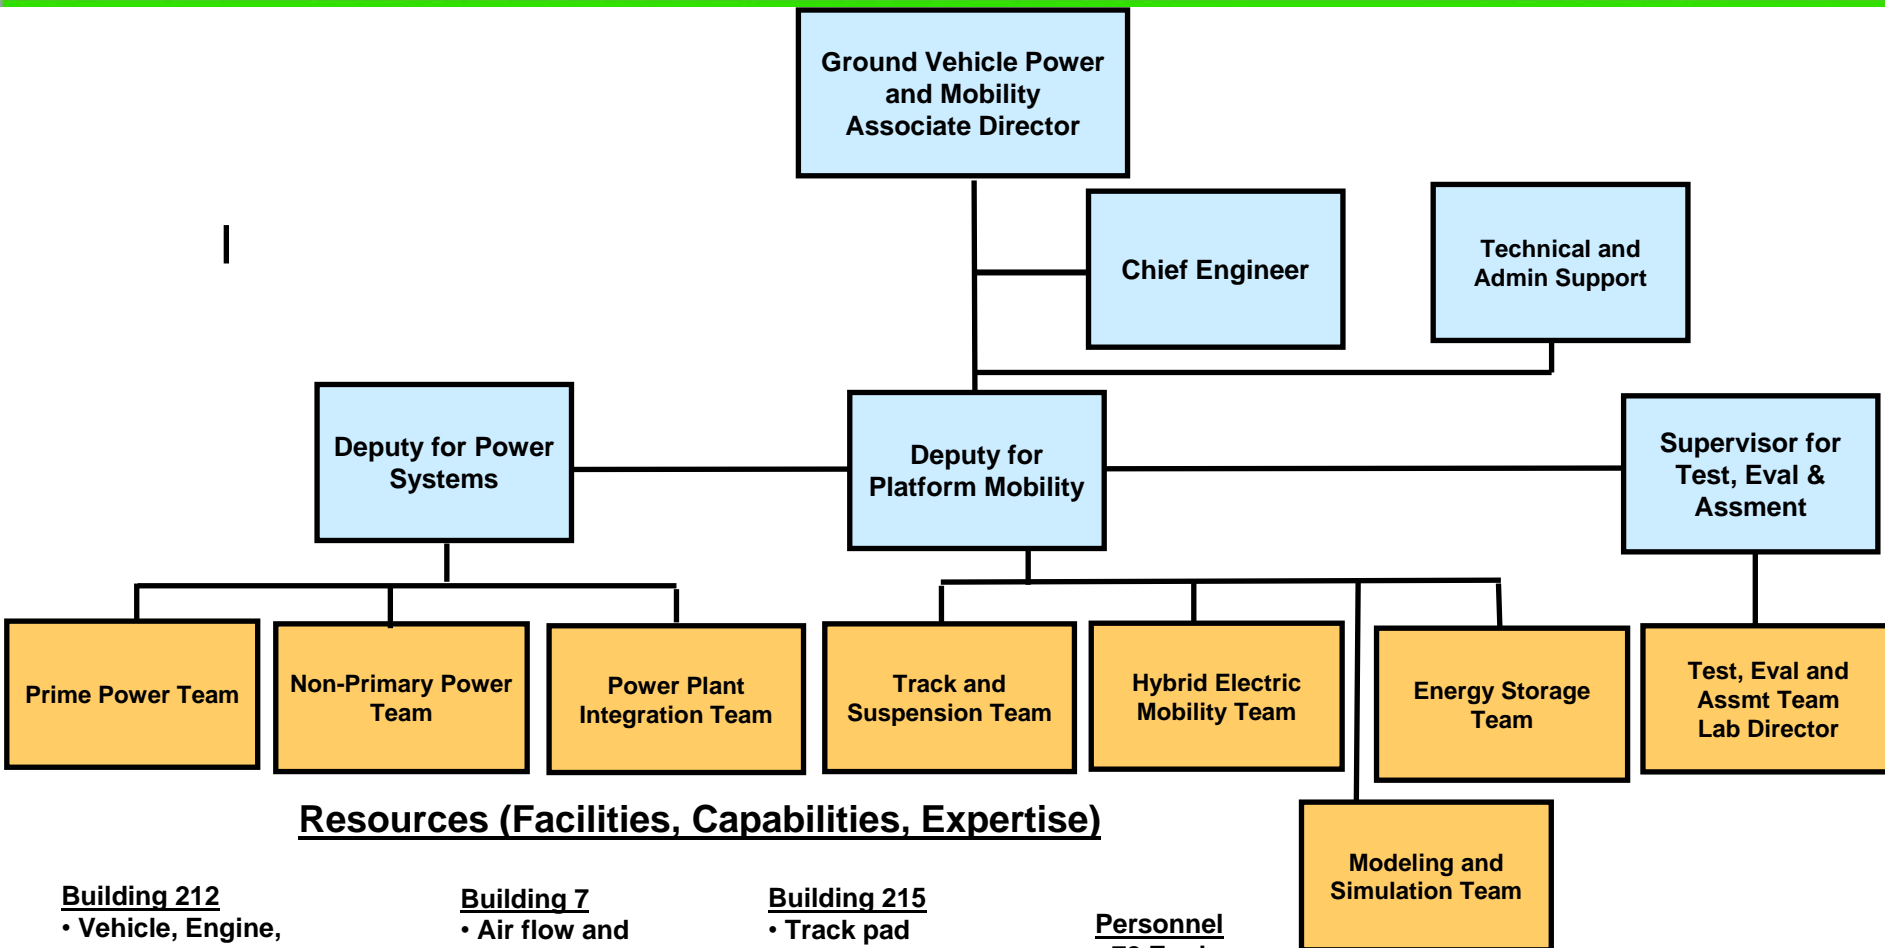 Ground Vehicle Power
and Mobility
Associate Director
Chief Engineer
Technical and
Admin Support
Deputy for Power
Systems
Deputy for
Platform Mobility
Supervisor for
Test, Eval &
Assment
Prime Power Team
Non-Primary Power
Team
Power Plant
Integration Team
Track and
Suspension Team
Hybrid Electric
Mobility Team
Energy Storage
Team
Test, Eval and
Assmt Team
Lab Director
Modeling and
Simulation Team
Resources (Facilities, Capabilities, Expertise)
Building 212
• Vehicle, Engine,
Building 7
• Air flow and
Building 215
• Track pad
Personnel